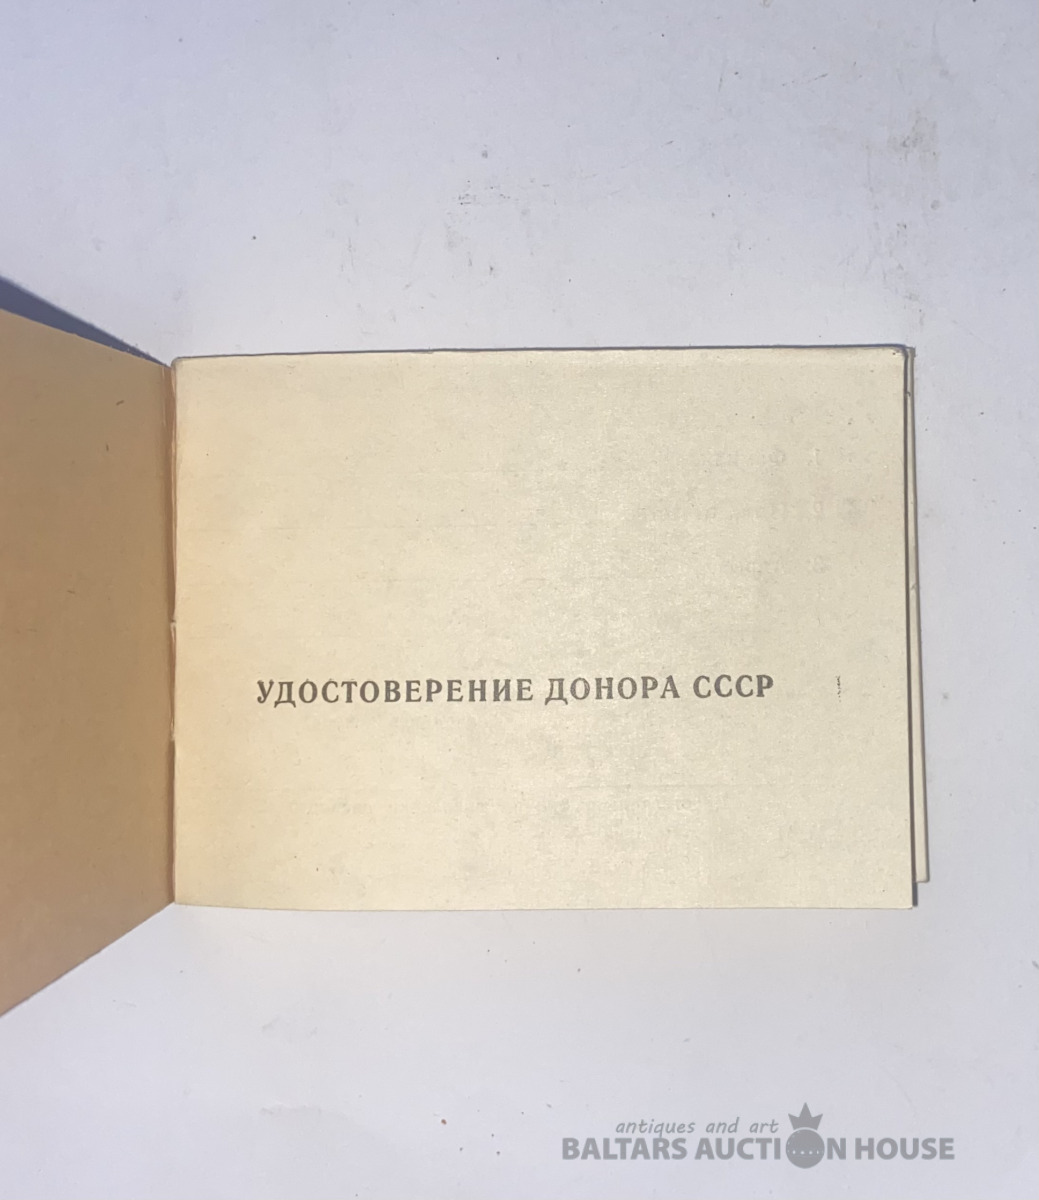 УДОСТОВЕРЕНИЕ ДОНОРА СССР
antiques and art
BALTARS AUCTION HOUSE